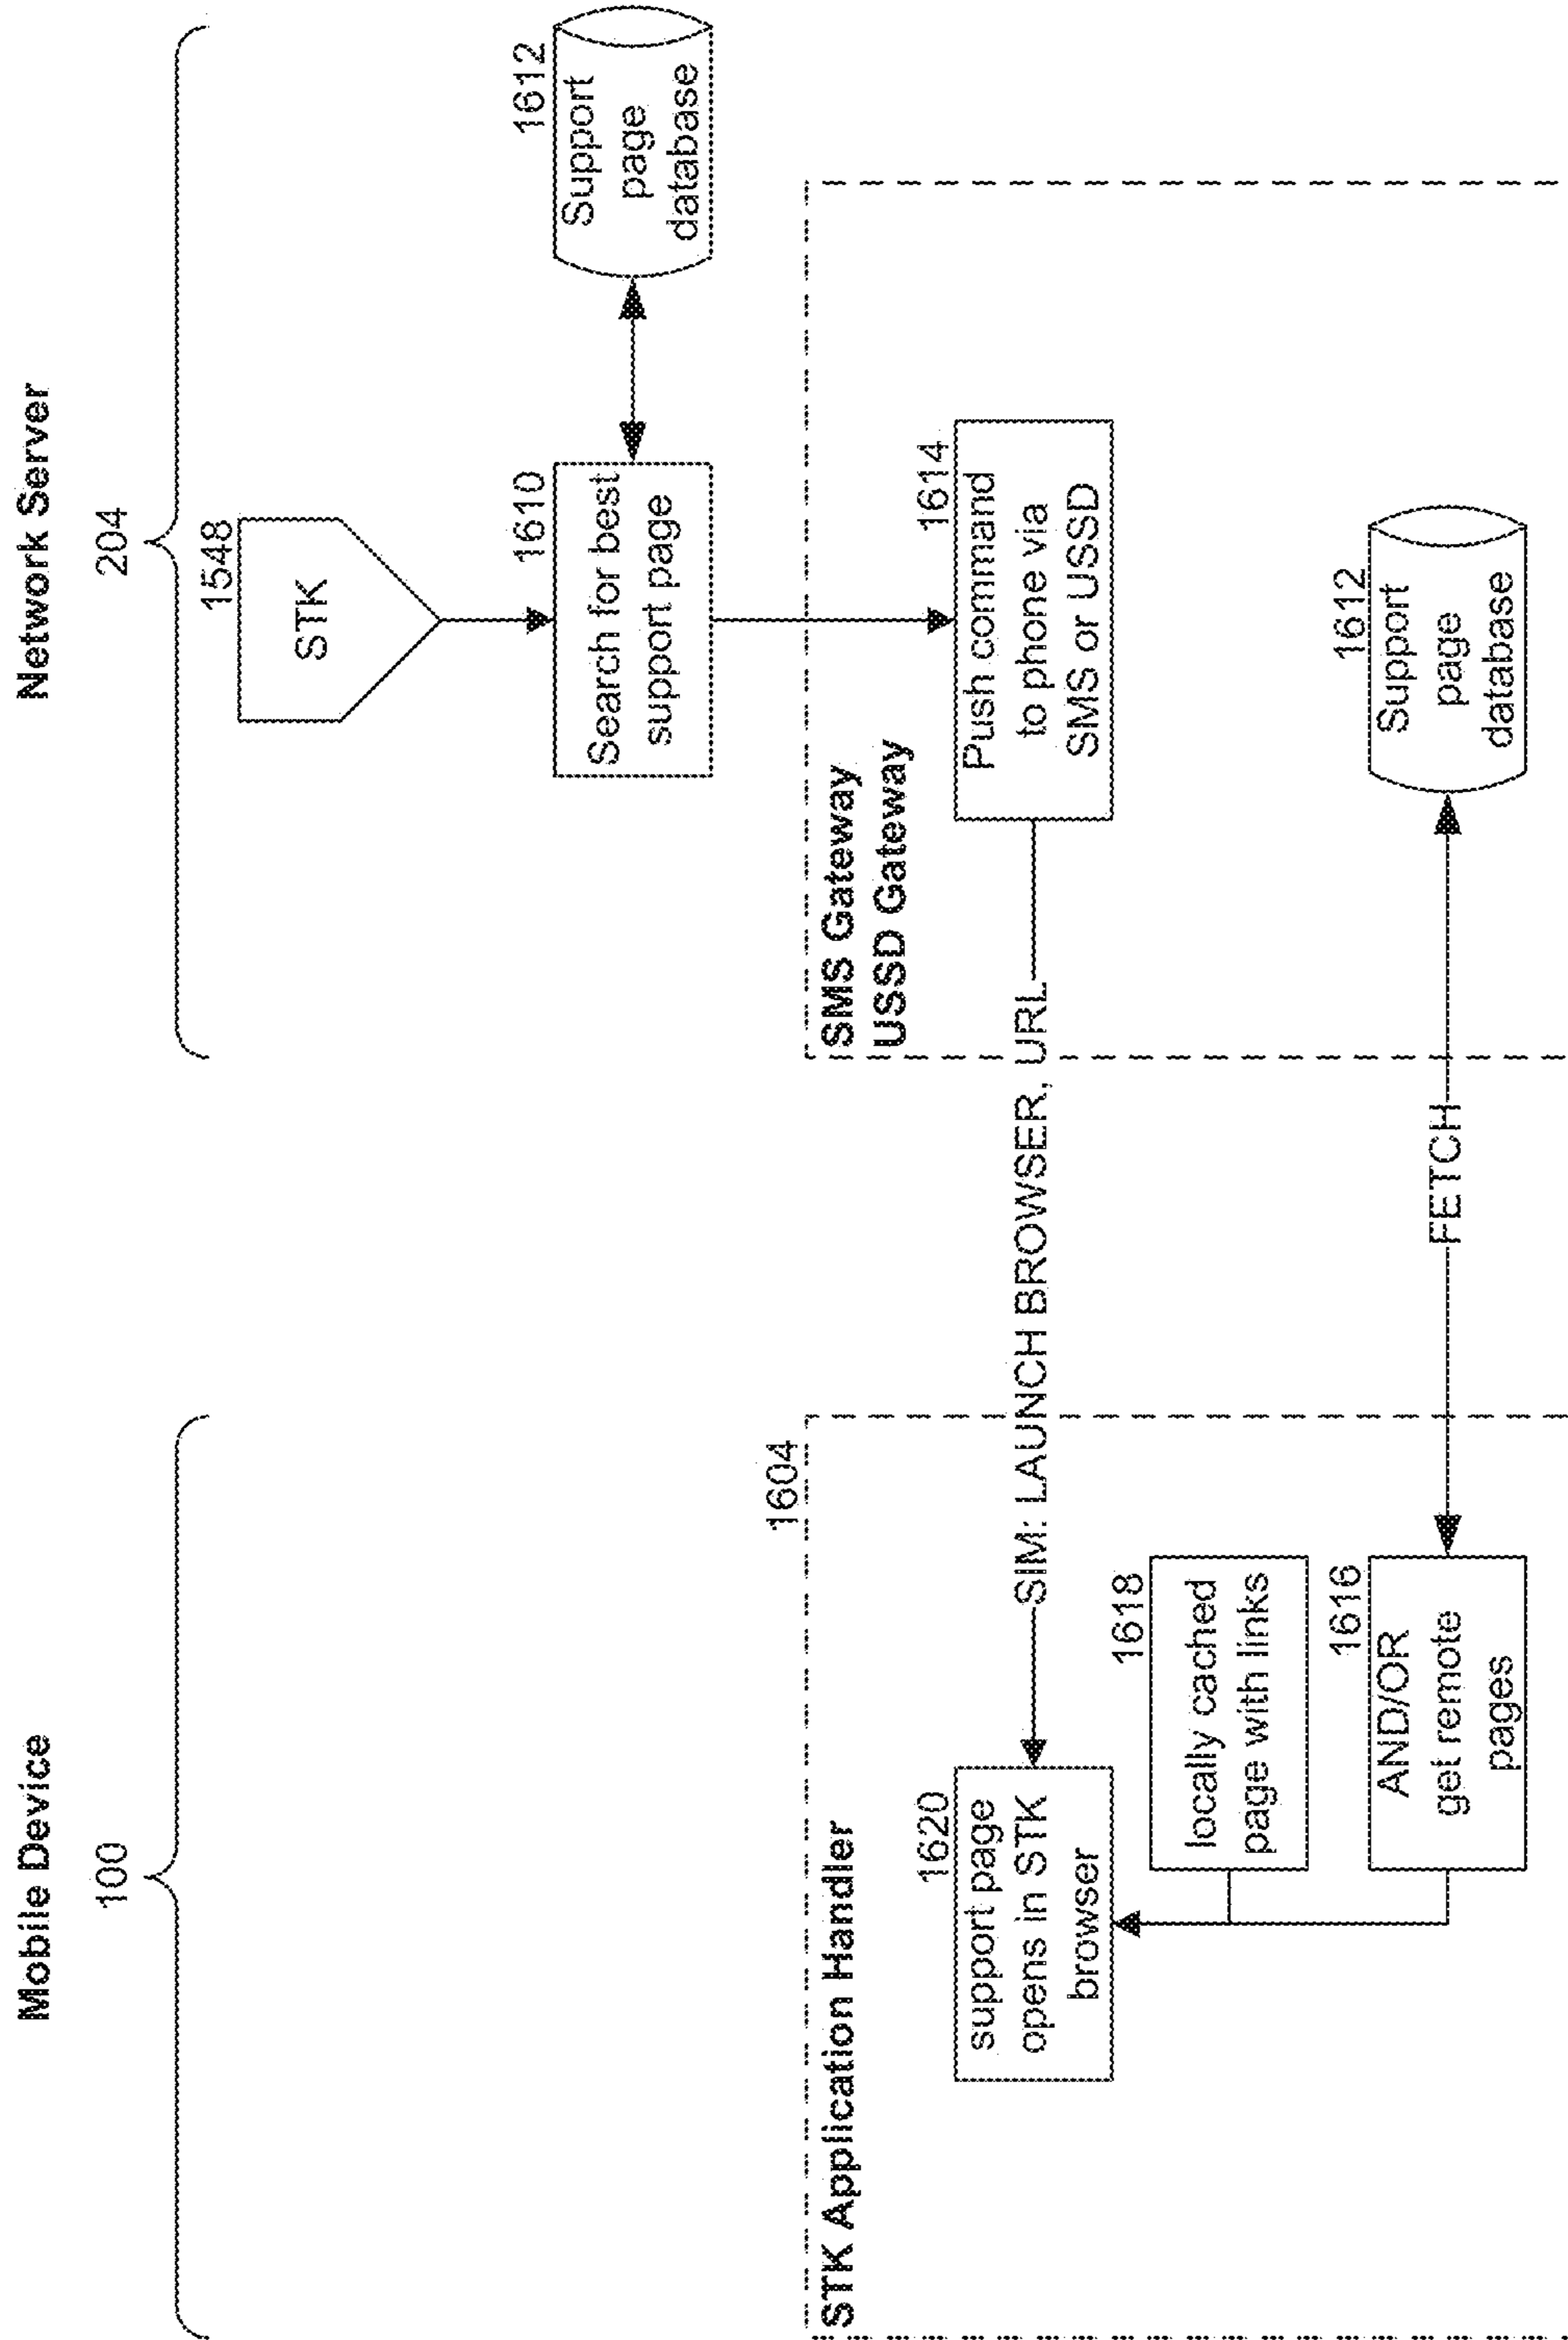 Mobile Device
100
Network Server
204
1548
STK
1610
Search for best
support page
1612
Support
page
database
1604
STK Application Handler
SMS Gateway
USSD Gateway
1620
support page
opens in STK
browser
SIM: LAUNCH BROWSER, URL
1614
Push command
to phone via
SMS or USSD
1618
locally cached
page with links
1616
AND/OR
get remote
pages
FETCH
1612
Support
page
database